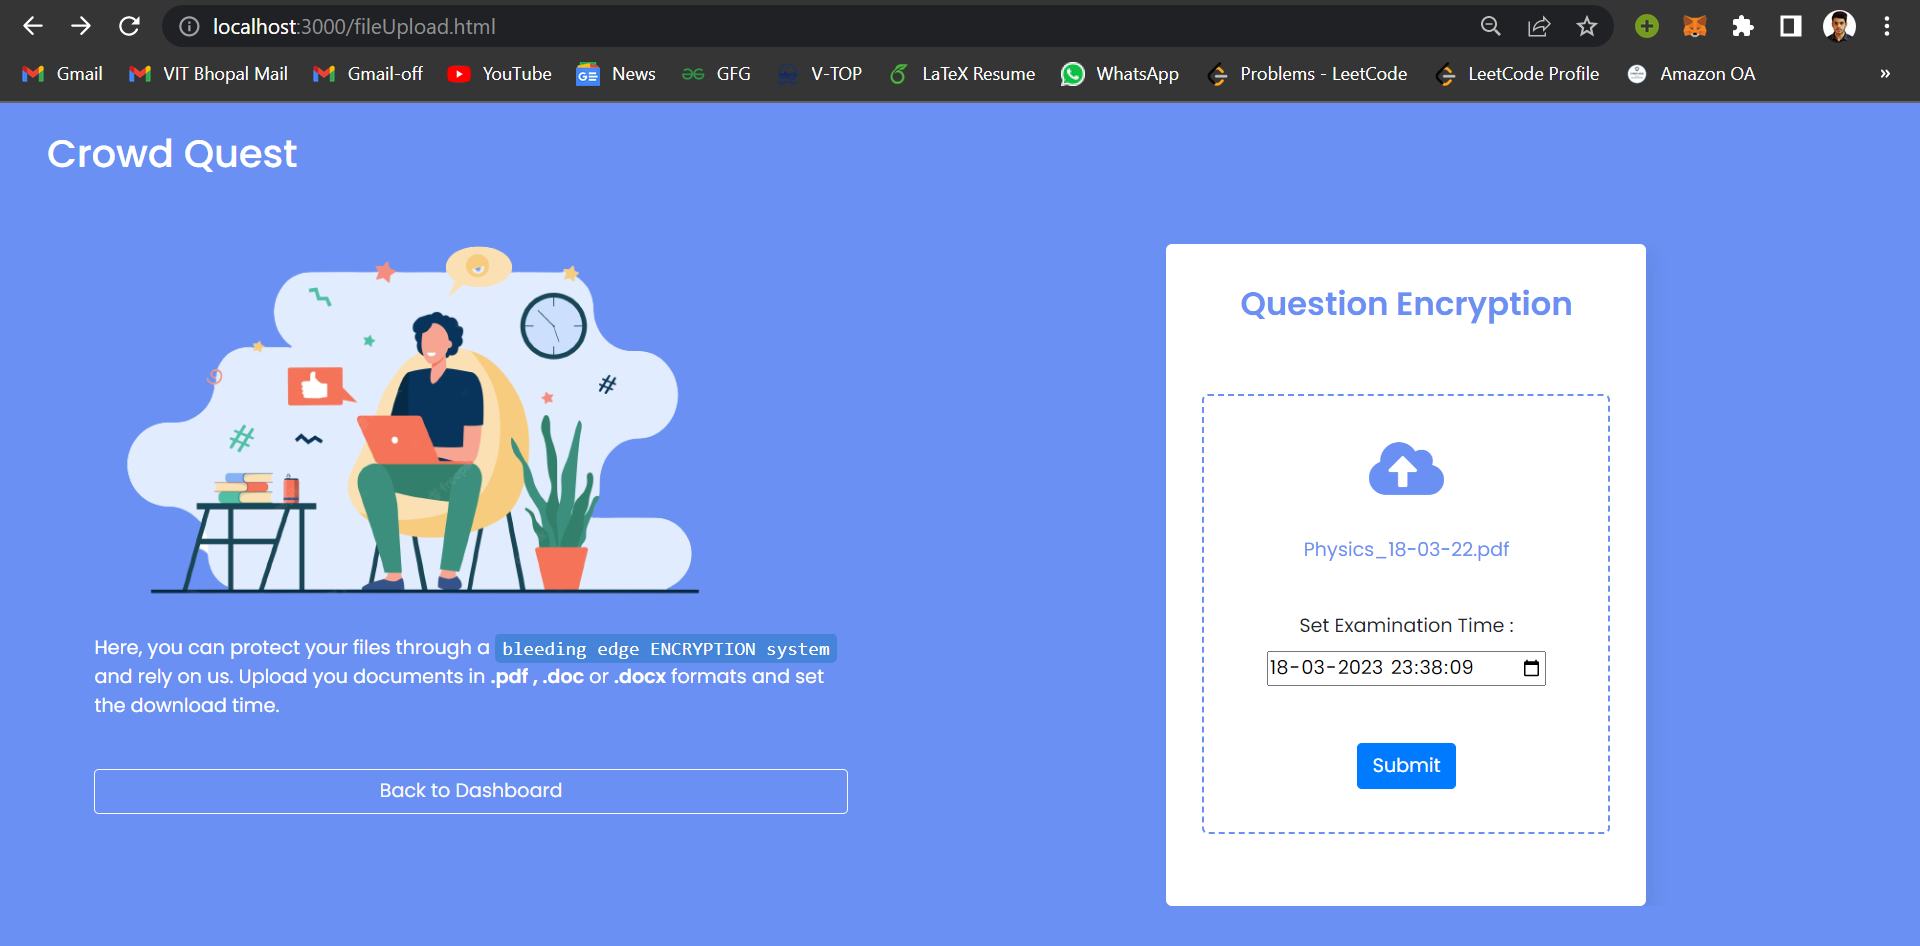 localhost:3000/fileUpload.html
Gmail VIT Bhopal Mail Gmail-off YouTube News GFG V-TOP LaTeX Resume WhatsApp Problems - LeetCode LeetCode Profile Amazon OA »
Crowd Quest
Here, you can protect your files through a bleeding edge ENCRYPTION system
and rely on us. Upload you documents in .pdf , .doc or .docx formats and set
the download time.
Back to Dashboard
Question Encryption
Physics_18-03-22.pdf
Set Examination Time :
18-03-2023 23:38:09
Submit